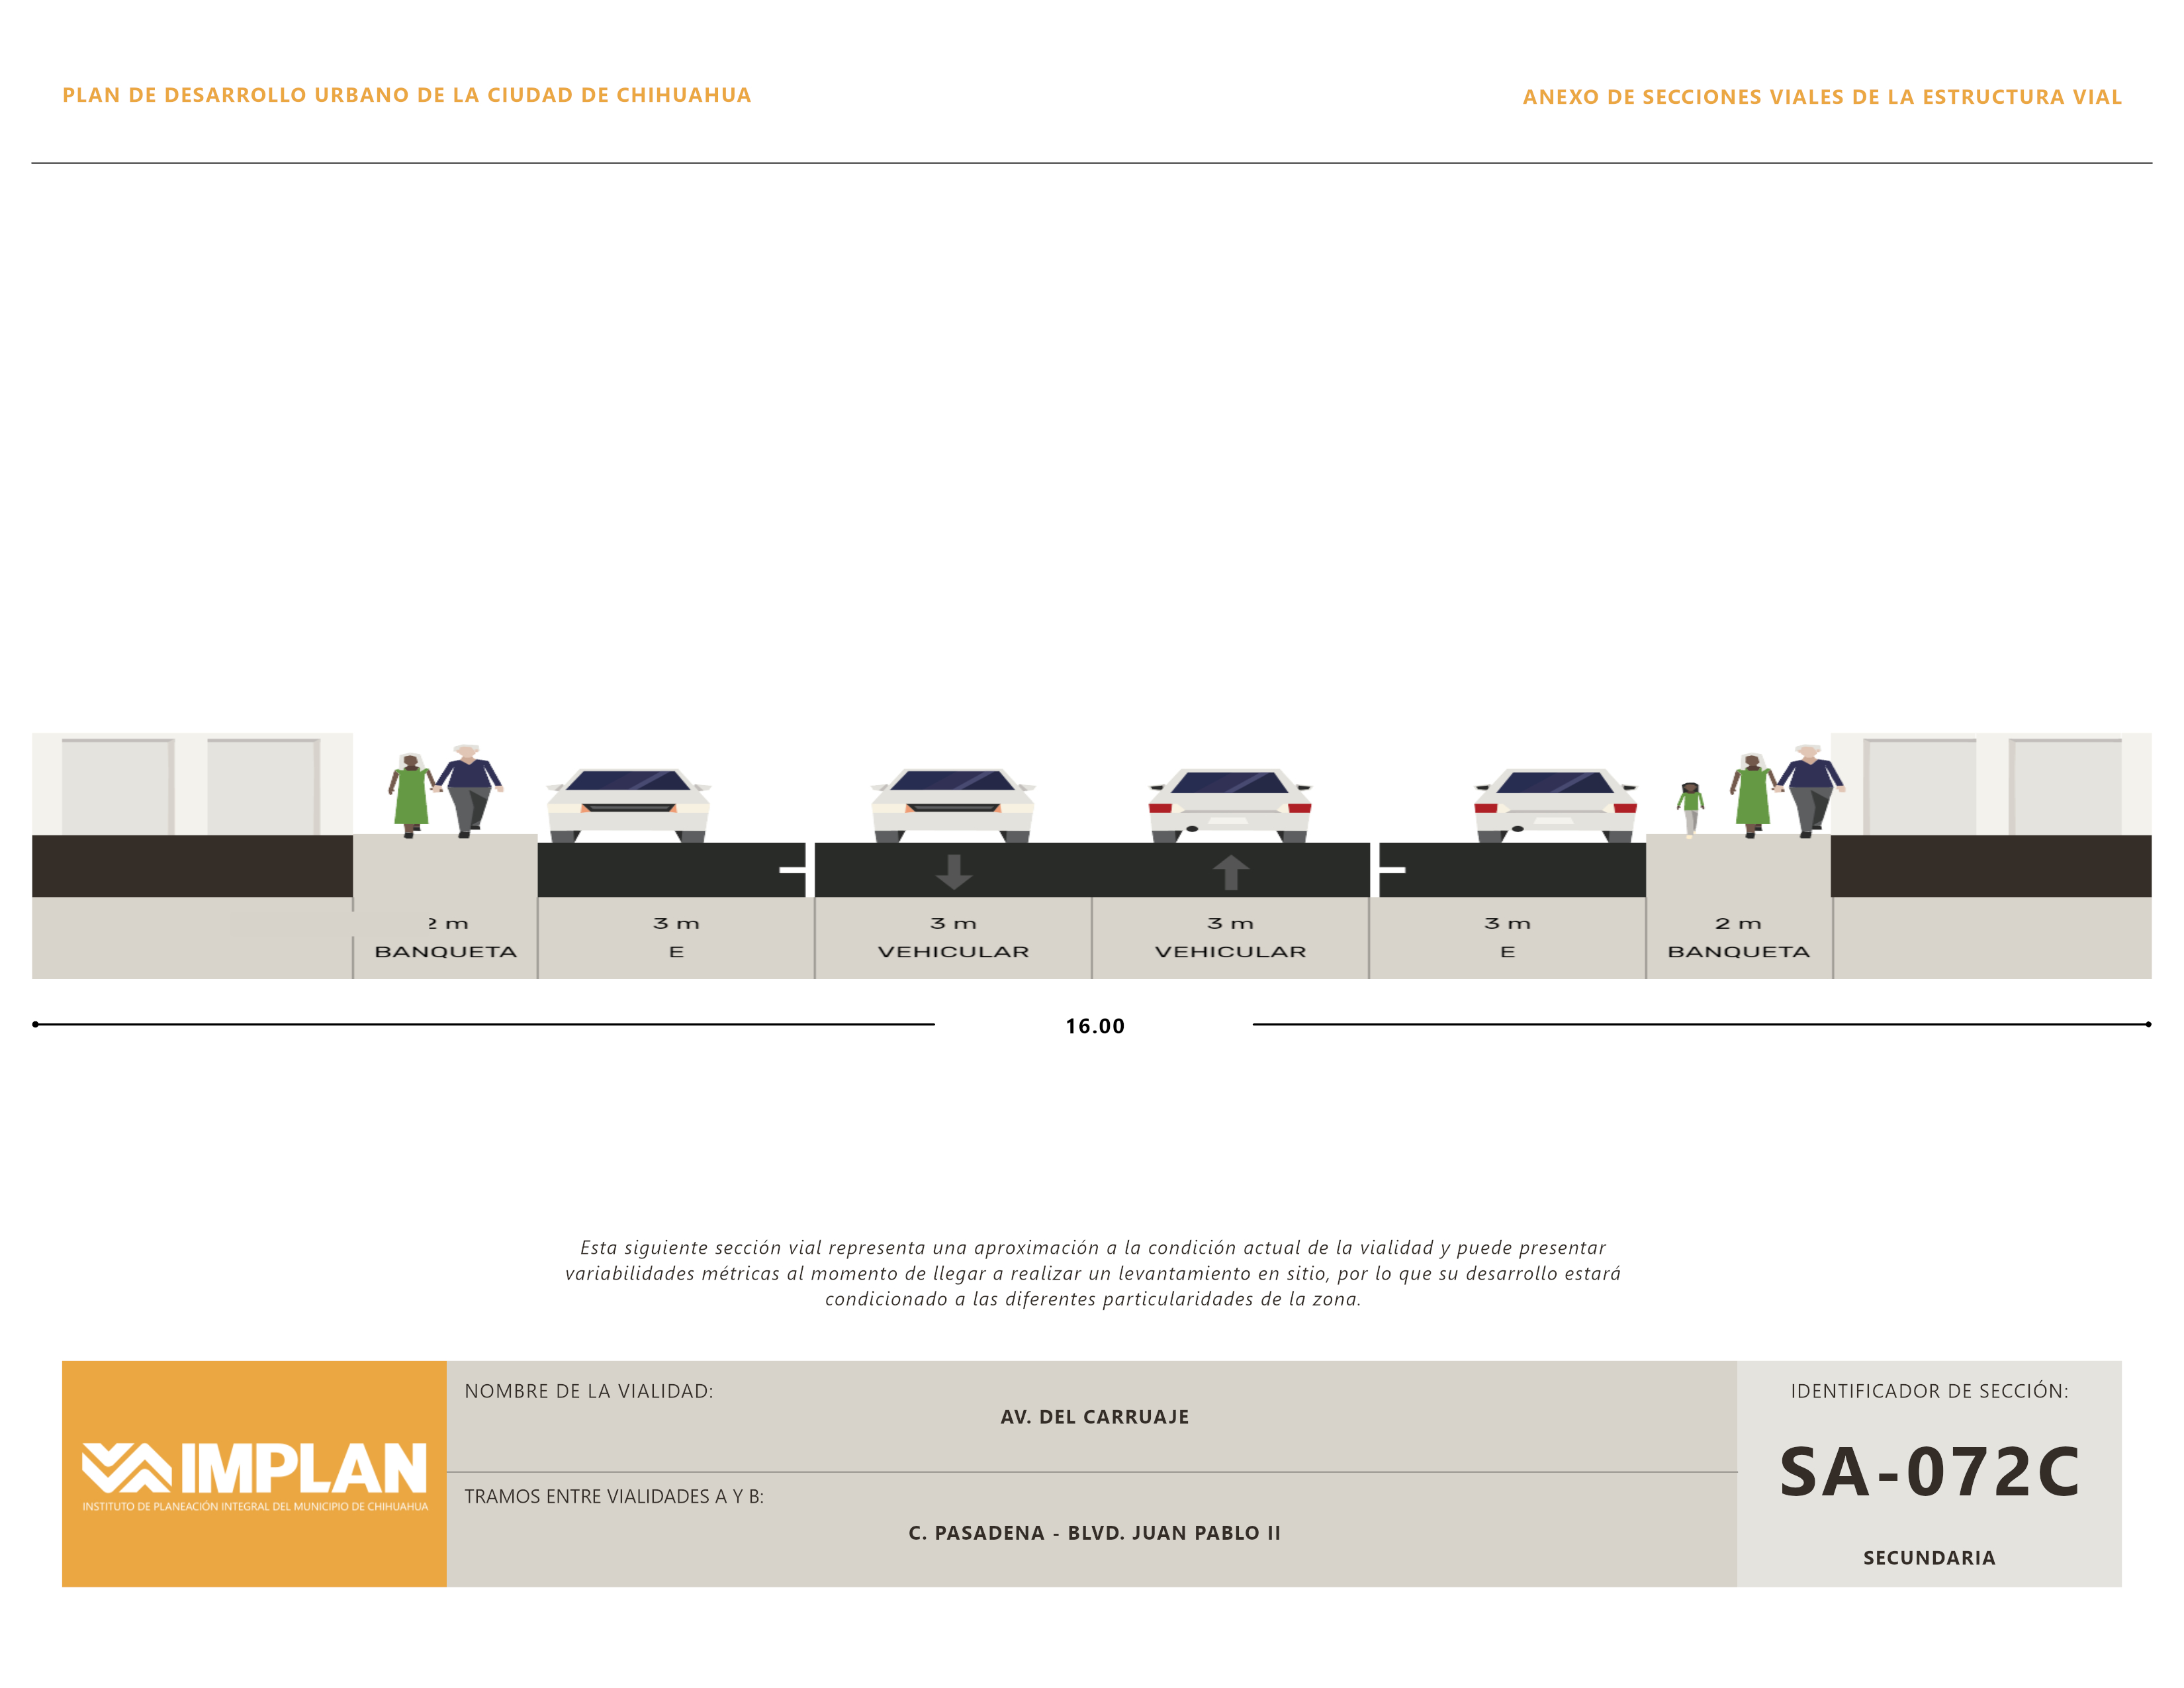 PLAN DE DESARROLLO URBANO DE LA CIUDAD DE CHIHUAHUA
ANEXO DE SECCIONES VIALES DE LA ESTRUCTURA VIAL
2 m 3 m 3 m 3 m 3 m 2 m
BANQUETA E VEHICULAR VEHICULAR E BANQUETA
16.00
Esta siguiente sección vial representa una aproximación a la condición actual de la vialidad y puede presentar
variabilidades métricas al momento de llegar a realizar un levantamiento en sitio, por lo que su desarrollo estará
condicionado a las diferentes particularidades de la zona.
IMPLAN
INSTITUTO DE PLANEACIÓN INTEGRAL DEL MUNICIPIO DE CHIHUAHUA
NOMBRE DE LA VIALIDAD:
AV. DEL CARRUAJE
TRAMOS ENTRE VIALIDADES A Y B:
C. PASADENA - BLVD. JUAN PABLO II
IDENTIFICADOR DE SECCIÓN:
SA-072C
SECUNDARIA